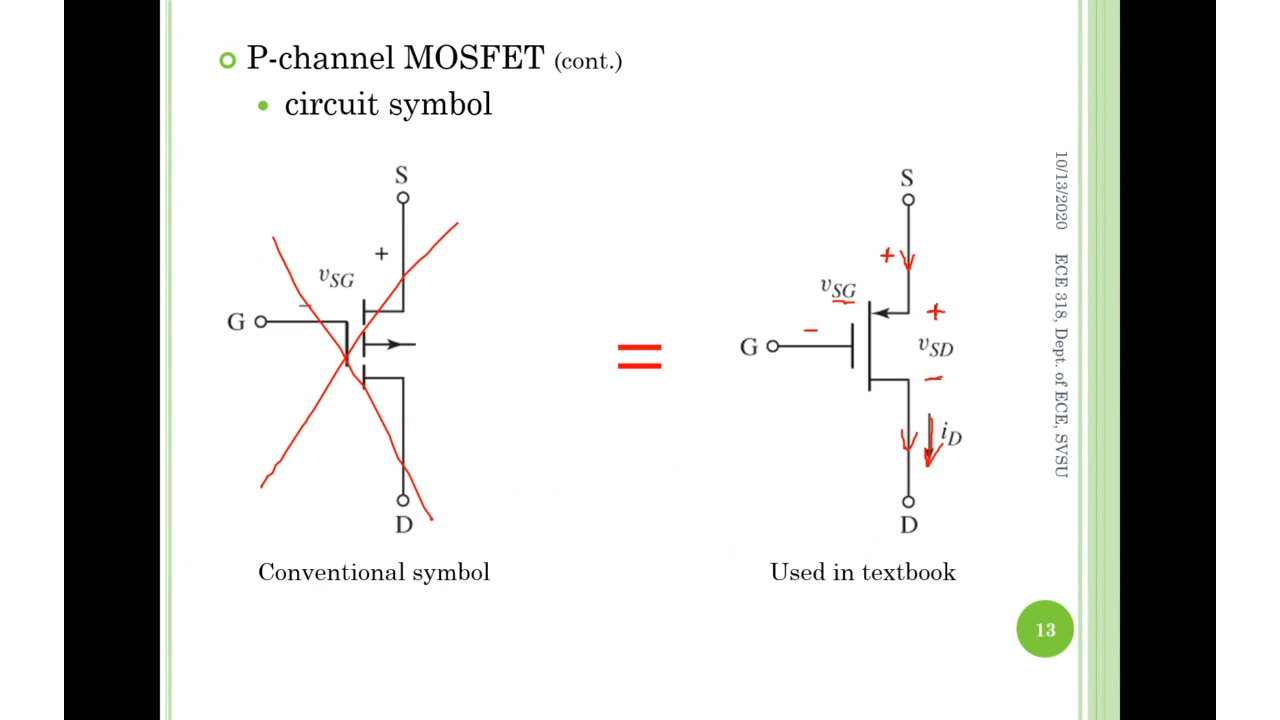 P-channel MOSFET (cont.)
circuit symbol
S
+
vSG
−
G
D
Conventional symbol
=
S
+
vSG
−
G
+
vSD
−
iD
D
Used in textbook
10/13/2020 ECE 318, Dept. of ECE, SVSU
13